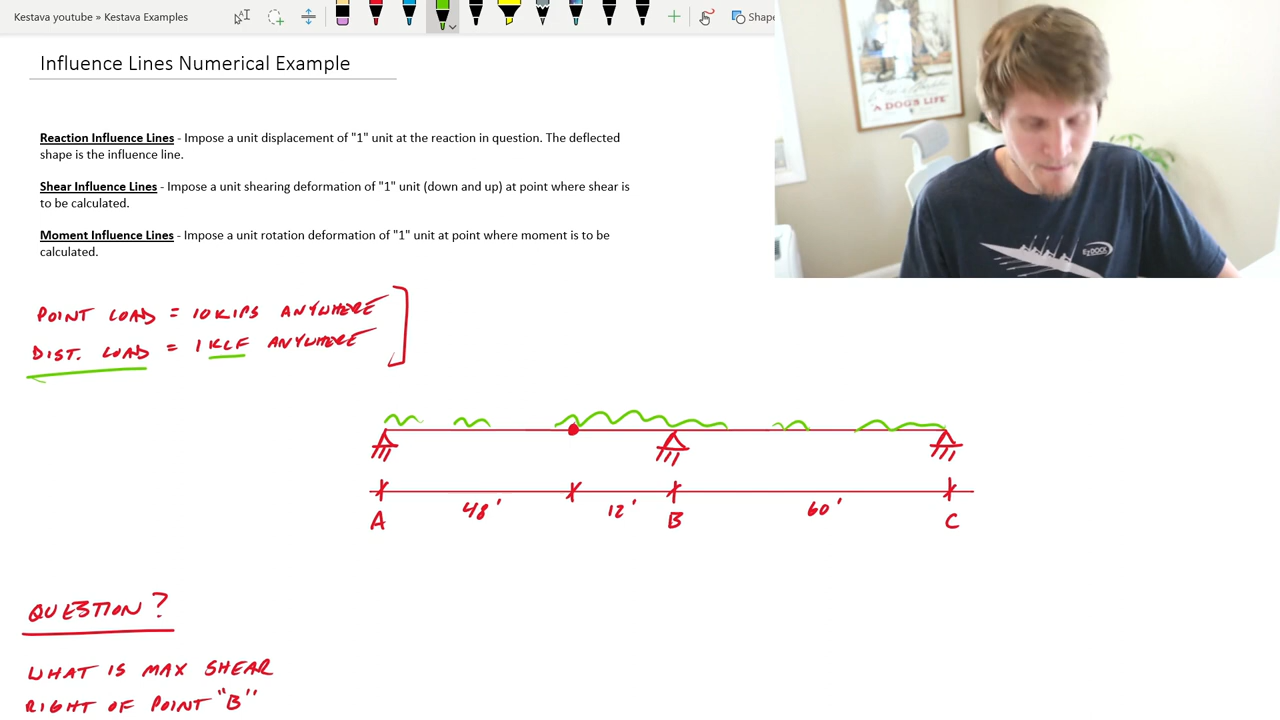 Kestava youtube » Kestava Examples
Shape
Influence Lines Numerical Example
A DOG'S LIFE
EZ DOCK
Reaction Influence Lines - Impose a unit displacement of "1" unit at the reaction in question. The deflected
shape is the influence line.
Shear Influence Lines - Impose a unit shearing deformation of "1" unit (down and up) at point where shear is
to be calculated.
Moment Influence Lines - Impose a unit rotation deformation of "1" unit at point where moment is to be
calculated.
POINT LOAD = 10 KIPS ANYWHERE
DIST. LOAD = 1 KLF ANYWHERE
48' 12' 60'
A B C
QUESTION?
WHAT IS MAX SHEAR
RIGHT OF POINT "B"